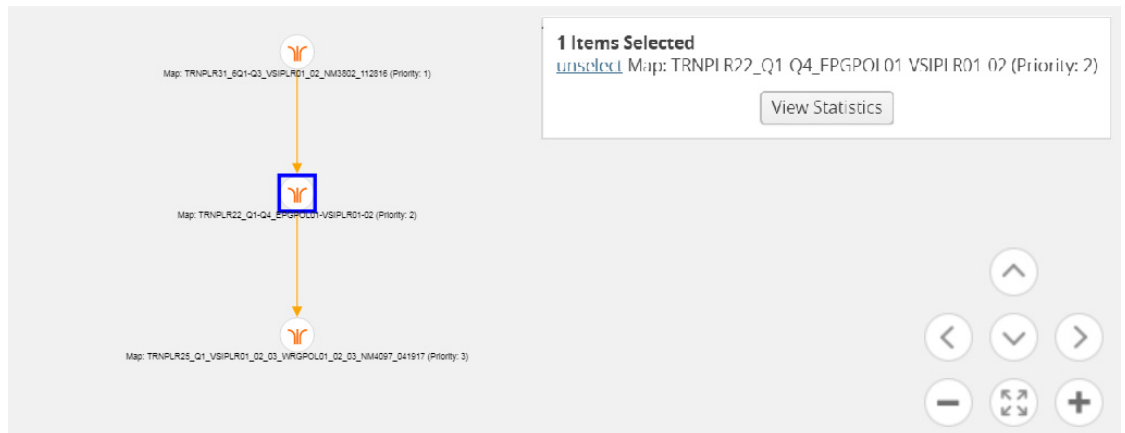 Map: TRNPLR31_6Q1-Q3_VSIPLR01_02_NM3802_112816 (Priority: 1)
1 Items Selected
unselect Map: TRNPLR22_Q1-Q4_EPGPOL01-VSIPLR01-02 (Priority: 2)
View Statistics
Map: TRNPLR22_Q1-Q4_EPGPOL01-VSIPLR01-02 (Priority: 2)
Map: TRNPLR25_Q1_VSIPLR01_02_03_WRGPOL01_02_03_NM4097_041917 (Priority: 3)